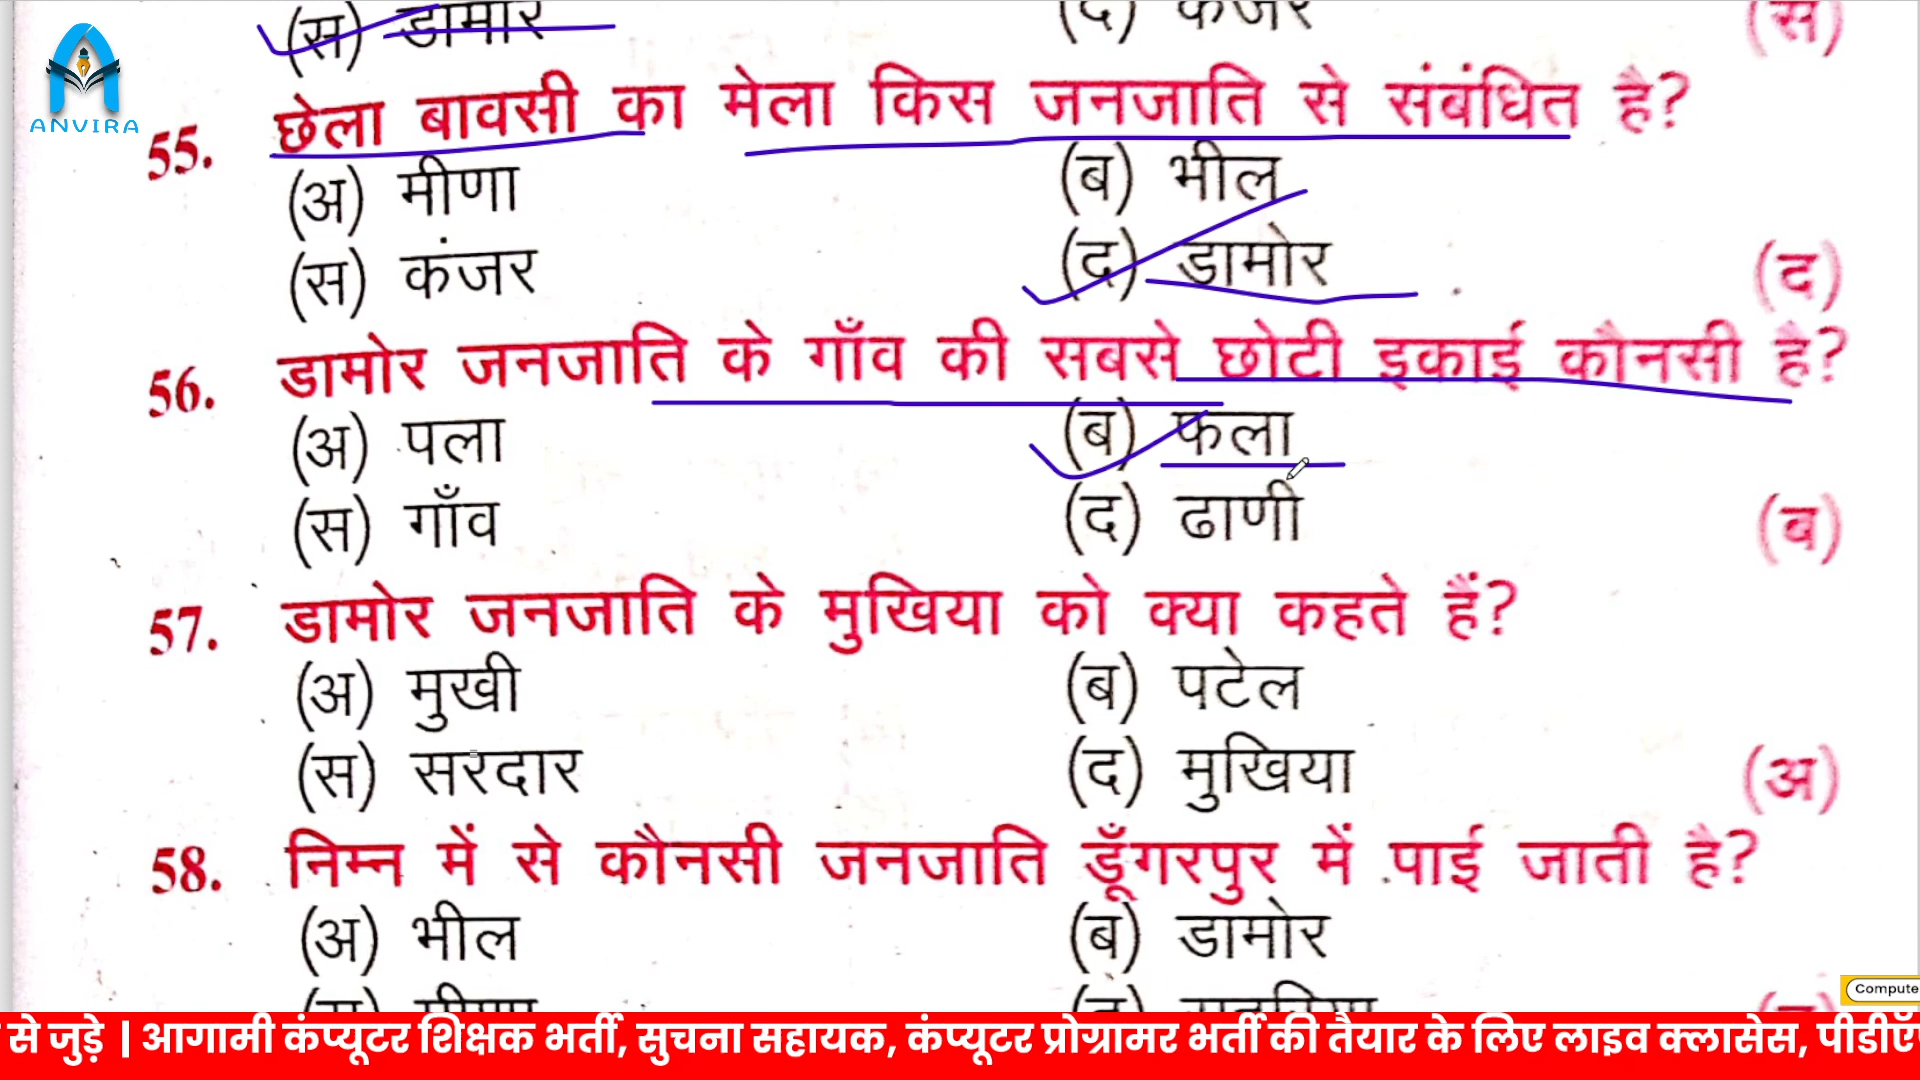 (स) डामोर (द) कंजर (स)
ANVIRA
55. छेला बावसी का मेला किस जनजाति से संबंधित है?
(अ) मीणा (ब) भील
(स) कंजर (द) डामोर (द)
56. डामोर जनजाति के गाँव की सबसे छोटी इकाई कौनसी है?
(अ) पला (ब) फला
(स) गाँव (द) ढाणी (ब)
57. डामोर जनजाति के मुखिया को क्या कहते हैं?
(अ) मुखी (ब) पटेल
(स) सरदार (द) मुखिया (अ)
58. निम्न में से कौनसी जनजाति डूँगरपुर में पाई जाती है?
(अ) भील (ब) डामोर
Compute
से जुड़े | आगामी कंप्यूटर शिक्षक भर्ती, सुचना सहायक, कंप्यूटर प्रोग्रामर भर्ती की तैयार के लिए लाइव क्लासेस,